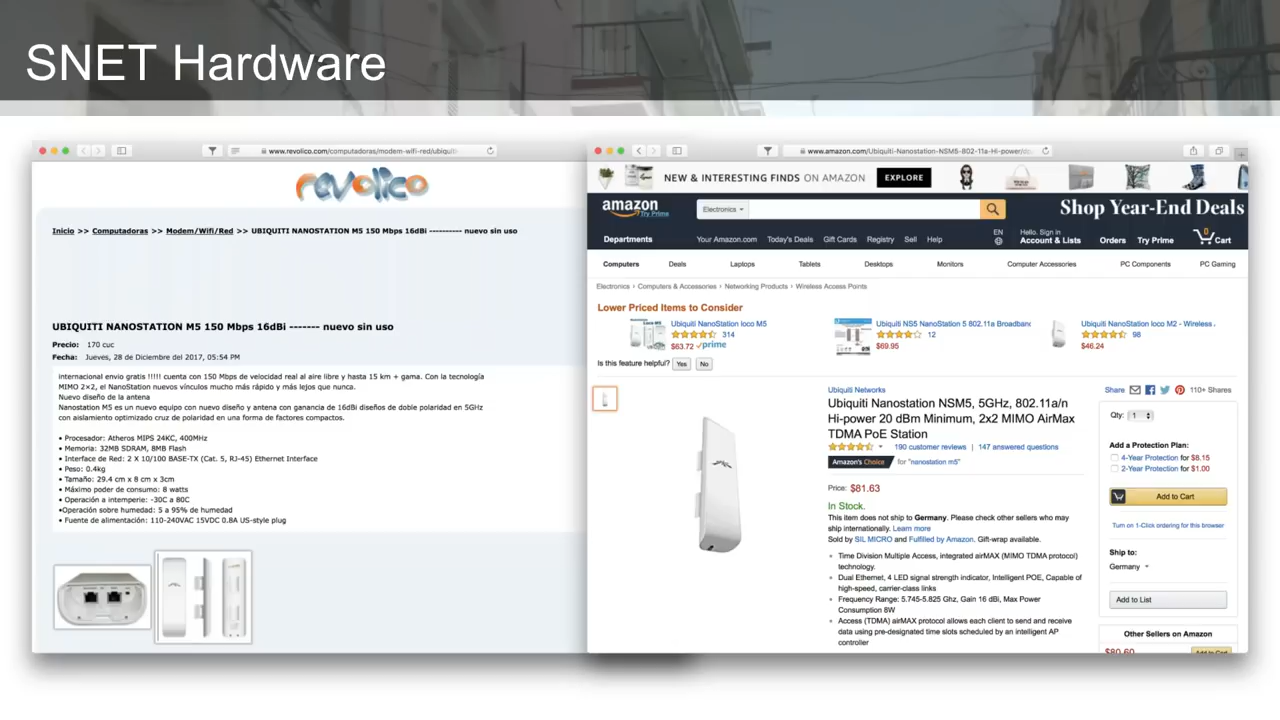 SNET Hardware
www.revolico.com/computadoras/modem-wifi-red/ubiquiti
revolico
Inicio >> Computadoras >> Modem/Wifi/Red >> UBIQUITI NANOSTATION M5 150 Mbps 16dBi ---------- nuevo sin uso
UBIQUITI NANOSTATION M5 150 Mbps 16dBi ------- nuevo sin uso
Precio: 170 cuc
Fecha: Jueves, 28 de Diciembre del 2017, 05:54 PM
internacional envio gratis !!!!! cuenta con 150 Mbps de velocidad real al aire libre y hasta 15 km + gama. Con la tecnología
MIMO 2×2, el NanoStation nuevos vínculos mucho más rápido y más lejos que nunca.
Nuevo diseño de la antena
Nanostation M5 es un nuevo equipo con nuevo diseño y antena con ganancia de 16dBi diseños de doble polaridad en 5GHz
con aislamiento optimizado cruz de polaridad en una forma de factores compactos.
• Procesador: Atheros MIPS 24KC, 400MHz
• Memoria: 32MB SDRAM, 8MB Flash
• Interface de Red: 2 X 10/100 BASE-TX (Cat. 5, RJ-45) Ethernet Interface
• Peso: 0.4kg
• Tamaño: 29.4 cm x 8 cm x 3cm
• Máximo poder de consumo: 8 watts
• Operación a intemperie: -30C a 80C
•Operación sobre humedad: 5 a 95% de humedad
• Fuente de alimentación: 110-240VAC 15VDC 0.8A US-style plug
www.amazon.com/Ubiquiti-Nanostation-NSM5-802-11a-Hi-power/
NEW & INTERESTING FINDS ON AMAZON EXPLORE
amazon
Try Prime
Electronics
Shop Year-End Deals
Departments
Your Amazon.com Today's Deals Gift Cards Registry Sell Help
EN
Hello. Sign in
Account & Lists
Orders Try Prime
0
Cart
Computers Deals Laptops Tablets Desktops Monitors Computer Accessories PC Components PC Gaming
Electronics › Computers & Accessories › Networking Products › Wireless Access Points
Lower Priced Items to Consider
Ubiquiti NanoStation loco M5
314
$63.72 prime
Ubiquiti NS5 NanoStation 5 802.11a Broadband
12
$69.95
Ubiquiti NanoStation loco M2 - Wireless .
98
$46.24
Is this feature helpful? Yes No
Ubiquiti Networks
Ubiquiti Nanostation NSM5, 5GHz, 802.11a/n
Hi-power 20 dBm Minimum, 2x2 MIMO AirMax
TDMA PoE Station
190 customer reviews | 147 answered questions
Amazon's Choice for "nanostation m5"
Price: $81.63
In Stock.
This item does not ship to Germany. Please check other sellers who may
ship internationally. Learn more
Sold by SIL MICRO and Fulfilled by Amazon. Gift-wrap available.
• Time Division Multiple Access, integrated airMAX (MIMO TDMA protocol)
technology.
• Dual Ethernet, 4 LED signal strength indicator, Intelligent POE, Capable of
high-speed, carrier-class links
• Frequency Range: 5.745-5.825 Ghz, Gain 16 dBi, Max Power
Consumption 8W
• Access (TDMA) airMAX protocol allows each client to send and receive
data using pre-designated time slots scheduled by an intelligent AP
controller
Share 110+ Shares
Qty: 1
Add a Protection Plan:
4-Year Protection for $8.15
2-Year Protection for $1.00
Add to Cart
Turn on 1-Click ordering for this browser
Ship to:
Germany
Add to List
Other Sellers on Amazon
$80.60
Add to Cart